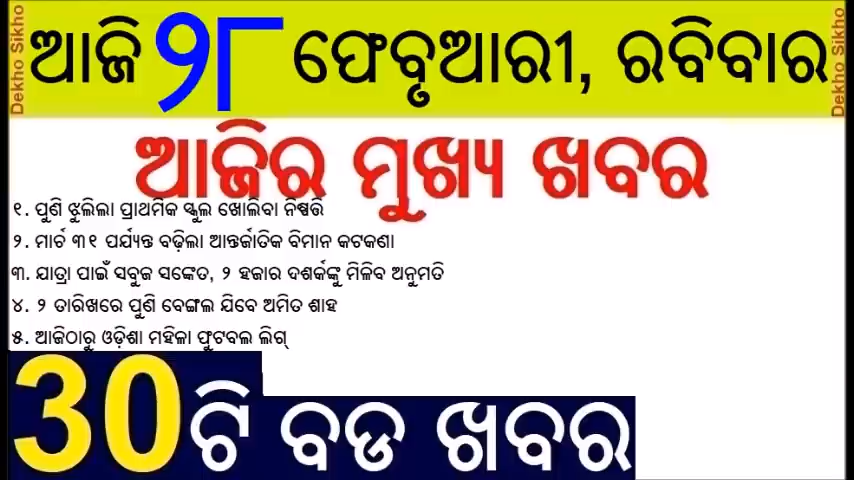 Dekho Sikho
ଆଜି ୨୮ ଫେବୃଆରୀ, ରବିବାର
Dekho Sikho
ଆଜିର ମୁଖ୍ୟ ଖବର
୧. ପୁଣି ଝୁଲିଲା ପ୍ରାଥମିକ ସ୍କୁଲ ଖୋଲିବା ନିଷ୍ପତ୍ତି
୨. ମାର୍ଚ ୩୧ ପର୍ଯ୍ୟନ୍ତ ବଢ଼ିଲା ଆନ୍ତର୍ଜାତିକ ବିମାନ କଟକଣା
୩. ଯାତ୍ରା ପାଇଁ ସବୁଜ ସଙ୍କେତ, ୨ ହଜାର ଦଶର୍କଙ୍କୁ ମିଳିବ ଅନୁମତି
୪. ୨ ତାରିଖରେ ପୁଣି ବେଙ୍ଗଲ ଯିବେ ଅମିତ ଶାହ
୫. ଆଜିଠାରୁ ଓଡ଼ିଶା ମହିଳା ଫୁଟବଲ ଲିଗ୍
30ଟି ବଡ ଖବର